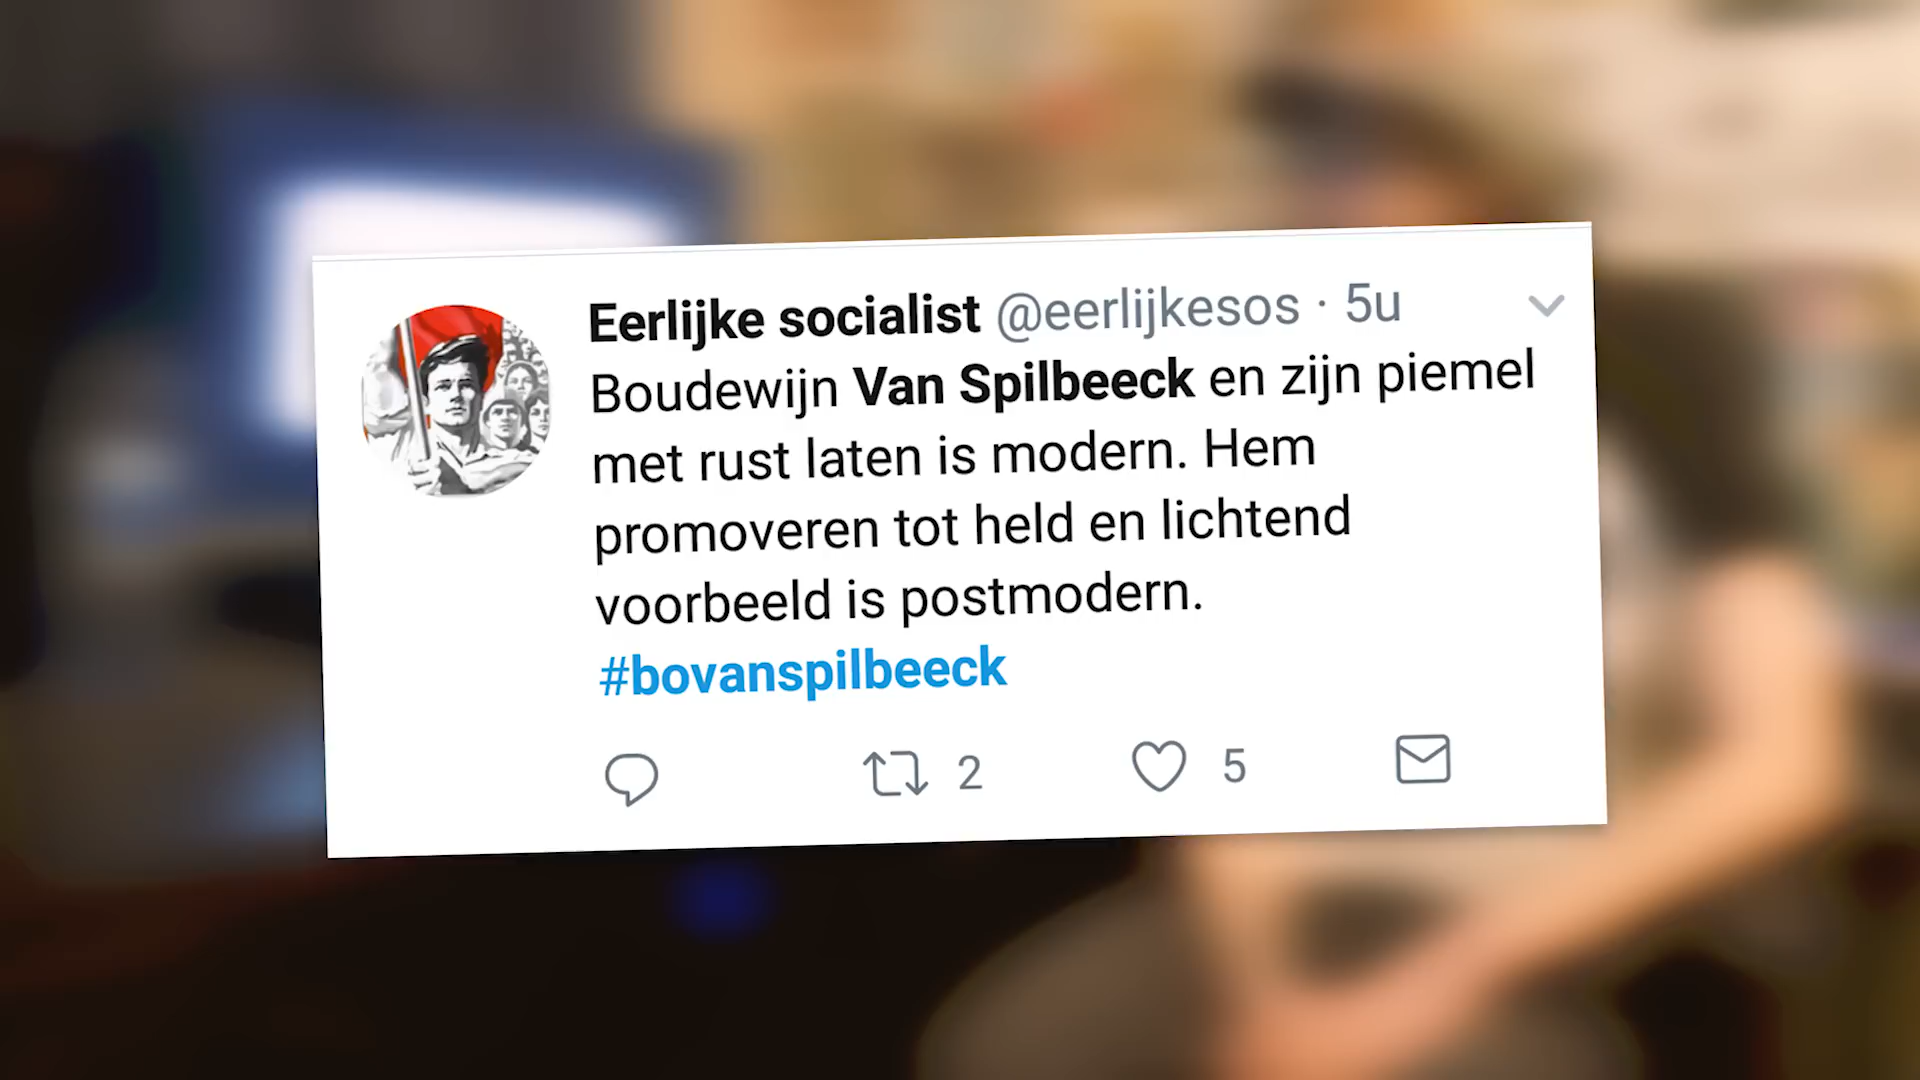 Eerlijke socialist @eerlijkesos · 5u
Boudewijn Van Spilbeeck en zijn piemel
met rust laten is modern. Hem
promoveren tot held en lichtend
voorbeeld is postmodern.
#bovanspilbeeck
2 5